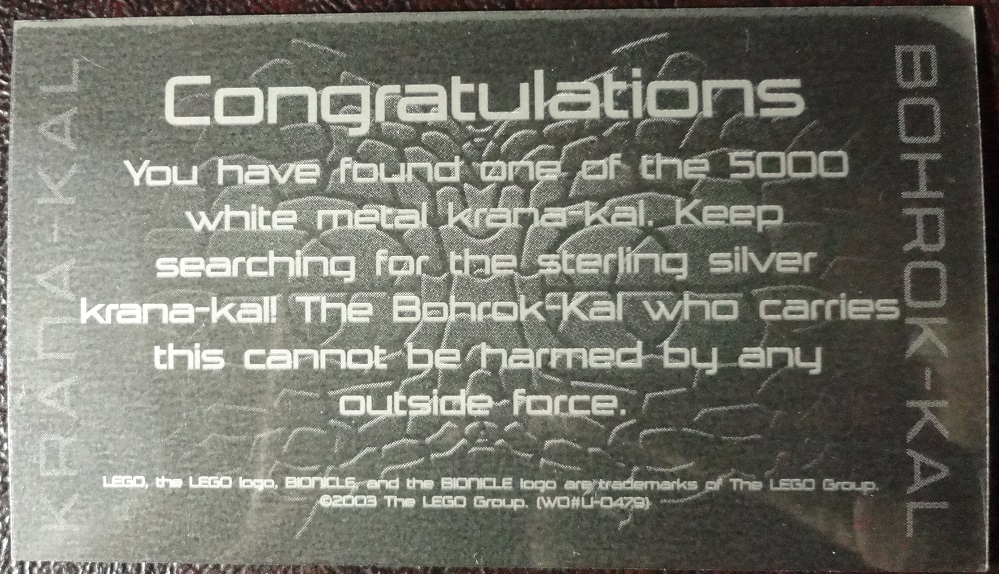 KRANA-KAL
Congratulations
You have found one of the 5000
white metal krana-kal. Keep
searching for the sterling silver
krana-kal! The Bohrok-Kal who carries
this cannot be harmed by any
outside force.
LEGO, the LEGO logo, BIONICLE, and the BIONICLE logo are trademarks of The LEGO Group.
©2003 The LEGO Group. (WO#U-0479)
BOHROK-KAL